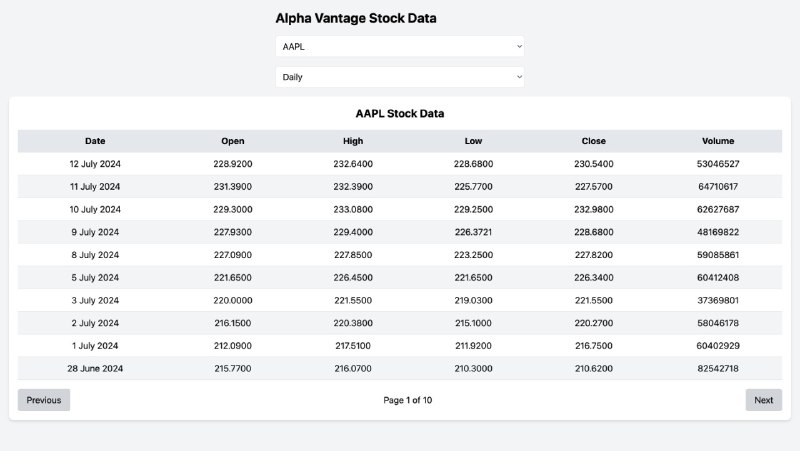 Alpha Vantage Stock Data
AAPL
Daily
AAPL Stock Data
Date Open High Low Close Volume
12 July 2024 228.9200 232.6400 228.6800 230.5400 53046527
11 July 2024 231.3900 232.3900 225.7700 227.5700 64710617
10 July 2024 229.3000 233.0800 229.2500 232.9800 62627687
9 July 2024 227.9300 229.4000 226.3721 228.6800 48169822
8 July 2024 227.0900 227.8500 223.2500 227.8200 59085861
5 July 2024 221.6500 226.4500 221.6500 226.3400 60412408
3 July 2024 220.0000 221.5500 219.0300 221.5500 37369801
2 July 2024 216.1500 220.3800 215.1000 220.2700 58046178
1 July 2024 212.0900 217.5100 211.9200 216.7500 60402929
28 June 2024 215.7700 216.0700 210.3000 210.6200 82542718
Previous Page 1 of 10 Next